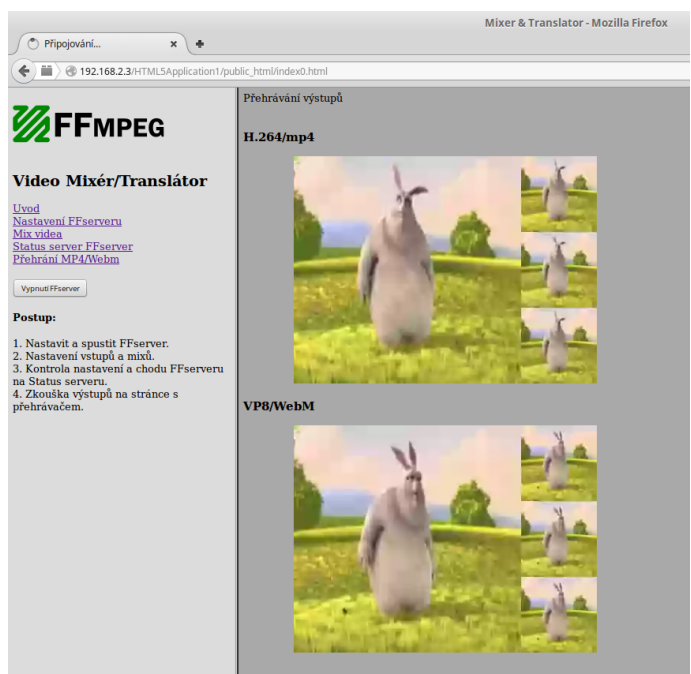 Mixer & Translator - Mozilla Firefox
Připojování...
192.168.2.3/HTML5Application1/public_html/index0.html
FFMPEG
Video Mixér/Translátor
Uvod
Nastavení FFserveru
Mix videa
Status server FFserver
Přehrání MP4/Webm
Vypnutí FFserver
Postup:
1. Nastavit a spustit FFserver.
2. Nastavení vstupů a mixů.
3. Kontrola nastavení a chodu FFserveru
na Status serveru.
4. Zkouška výstupů na stránce s
přehrávačem.
Přehrávání výstupů
H.264/mp4
VP8/WebM